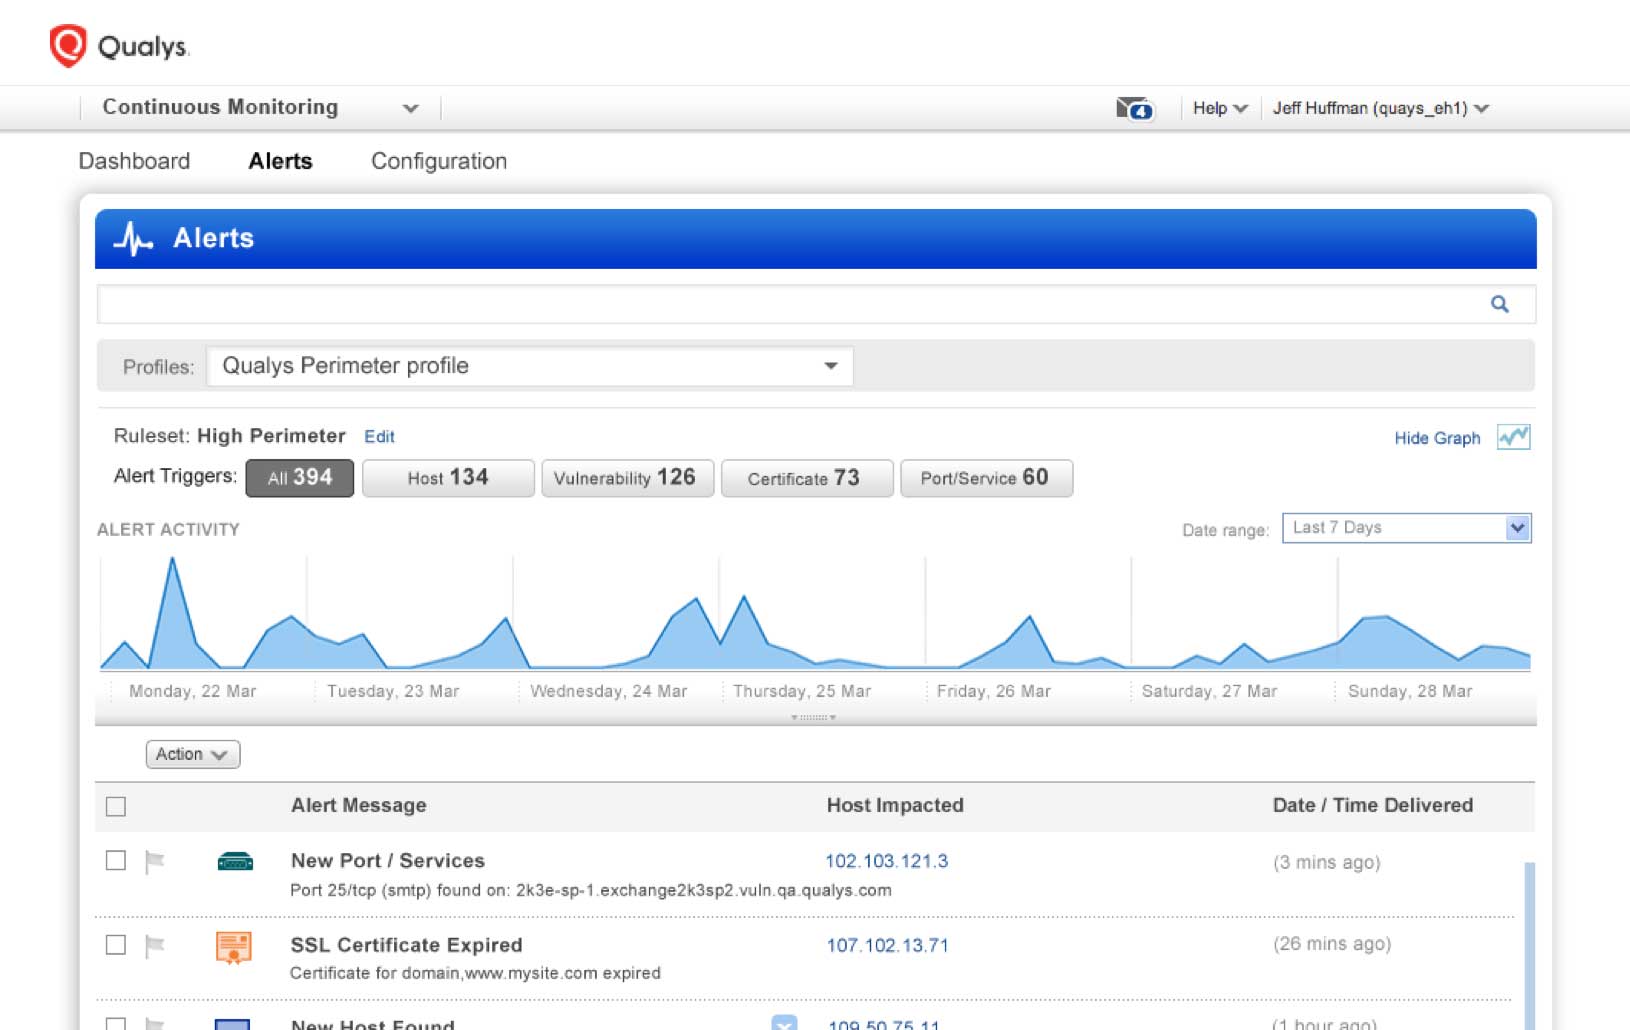 Qualys.
Continuous Monitoring
4
Help
Jeff Huffman (quays_eh1)
Dashboard
Alerts
Configuration
Alerts
Profiles:
Qualys Perimeter profile
Ruleset: High Perimeter Edit
Hide Graph
Alert Triggers:
All 394
Host 134
Vulnerability 126
Certificate 73
Port/Service 60
ALERT ACTIVITY
Date range:
Last 7 Days
Monday, 22 Mar
Tuesday, 23 Mar
Wednesday, 24 Mar
Thursday, 25 Mar
Friday, 26 Mar
Saturday, 27 Mar
Sunday, 28 Mar
Action
Alert Message
Host Impacted
Date / Time Delivered
New Port / Services
102.103.121.3
(3 mins ago)
Port 25/tcp (smtp) found on: 2k3e-sp-1.exchange2k3sp2.vuln.qa.qualys.com
SSL Certificate Expired
107.102.13.71
(26 mins ago)
Certificate for domain,www.mysite.com expired
New Host Found
109.50.75.11
(1 hour ago)